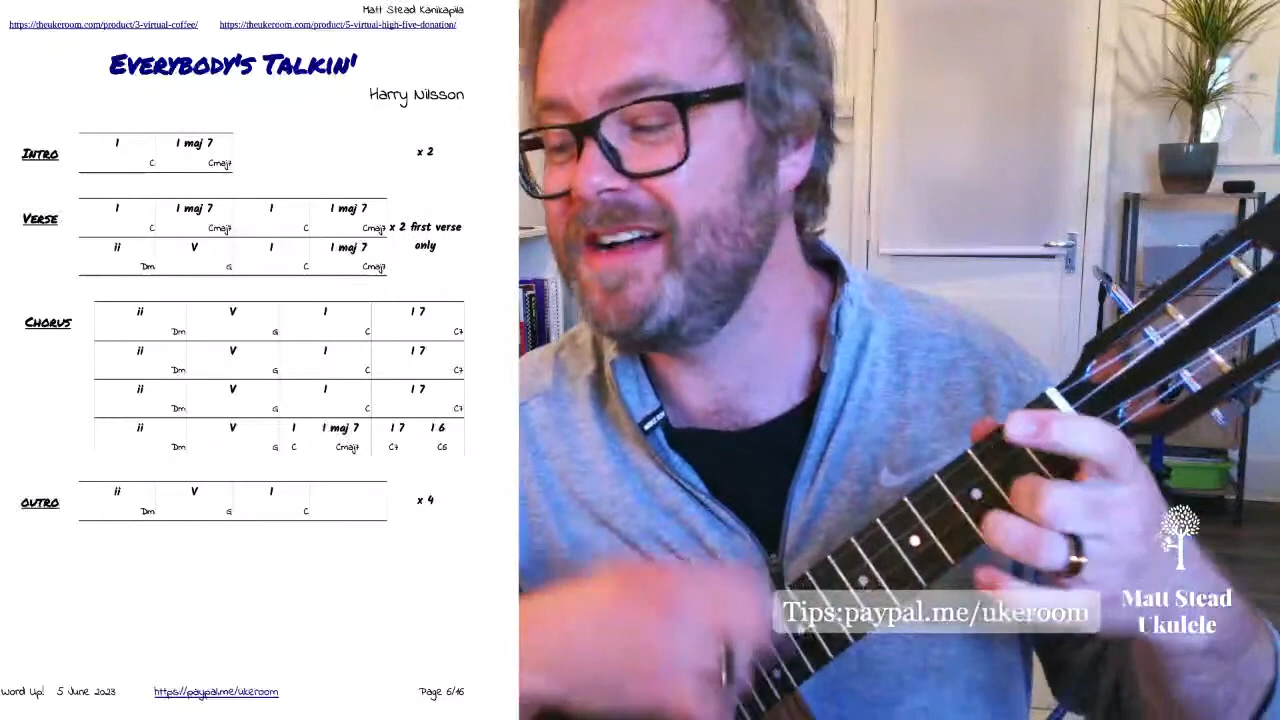 Matt Stead Kanikapila
https://theukeroom.com/product/3-virtual-coffee/ https://theukeroom.com/product/5-virtual-high-five-donation/
Everybody's Talkin'
Harry Nilsson
Intro
I I maj 7
C Cmaj7
x 2
Verse
I I maj 7 I I maj 7
C Cmaj7 C Cmaj7
ii V I I maj 7
Dm G C Cmaj7
x 2 first verse
only
Chorus
ii V I I 7
Dm G C C7
ii V I I 7
Dm G C C7
ii V I I 7
Dm G C C7
ii V I I maj 7 I 7 I 6
Dm G C Cmaj7 C7 C6
Outro
ii V I
Dm G C
x 4
Word Up! 5 June 2023 https://paypal.me/ukeroom Page 6/16
Tips:paypal.me/ukeroom
Matt Stead
Ukulele